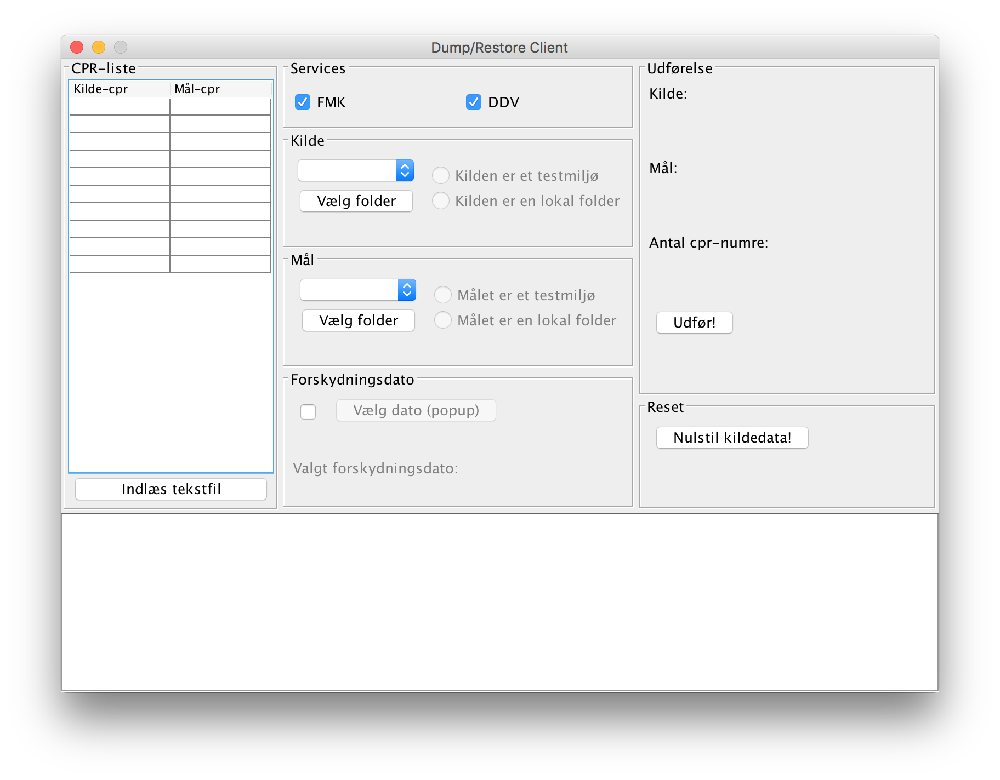 Dump/Restore Client
CPR-liste
Kilde-cpr Mål-cpr
Indlæs tekstfil
Services
FMK DDV
Kilde
Kilden er et testmiljø
Vælg folder Kilden er en lokal folder
Mål
Målet er et testmiljø
Vælg folder Målet er en lokal folder
Forskydningsdato
Vælg dato (popup)
Valgt forskydningsdato:
Udførelse
Kilde:
Mål:
Antal cpr-numre:
Udfør!
Reset
Nulstil kildedata!